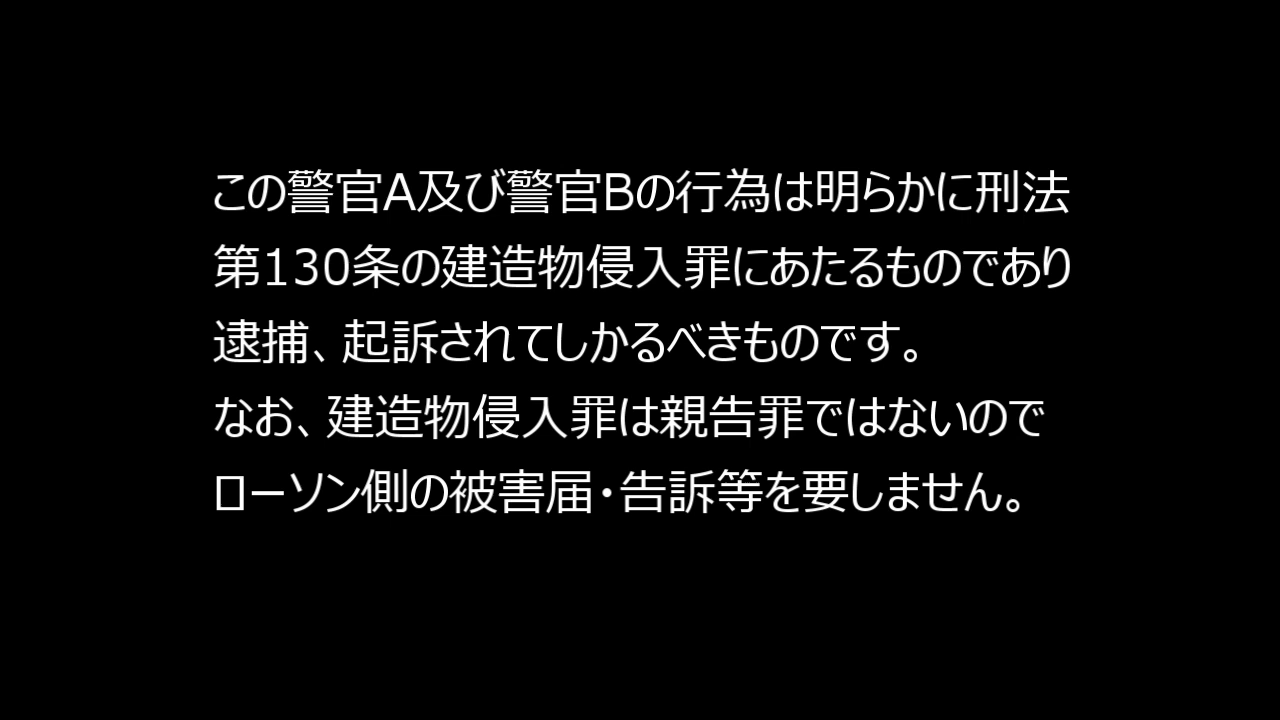 この警官A及び警官Bの行為は明らかに刑法
第130条の建造物侵入罪にあたるものであり
逮捕、起訴されてしかるべきものです。
なお、建造物侵入罪は親告罪ではないので
ローソン側の被害届・告訴等を要しません。